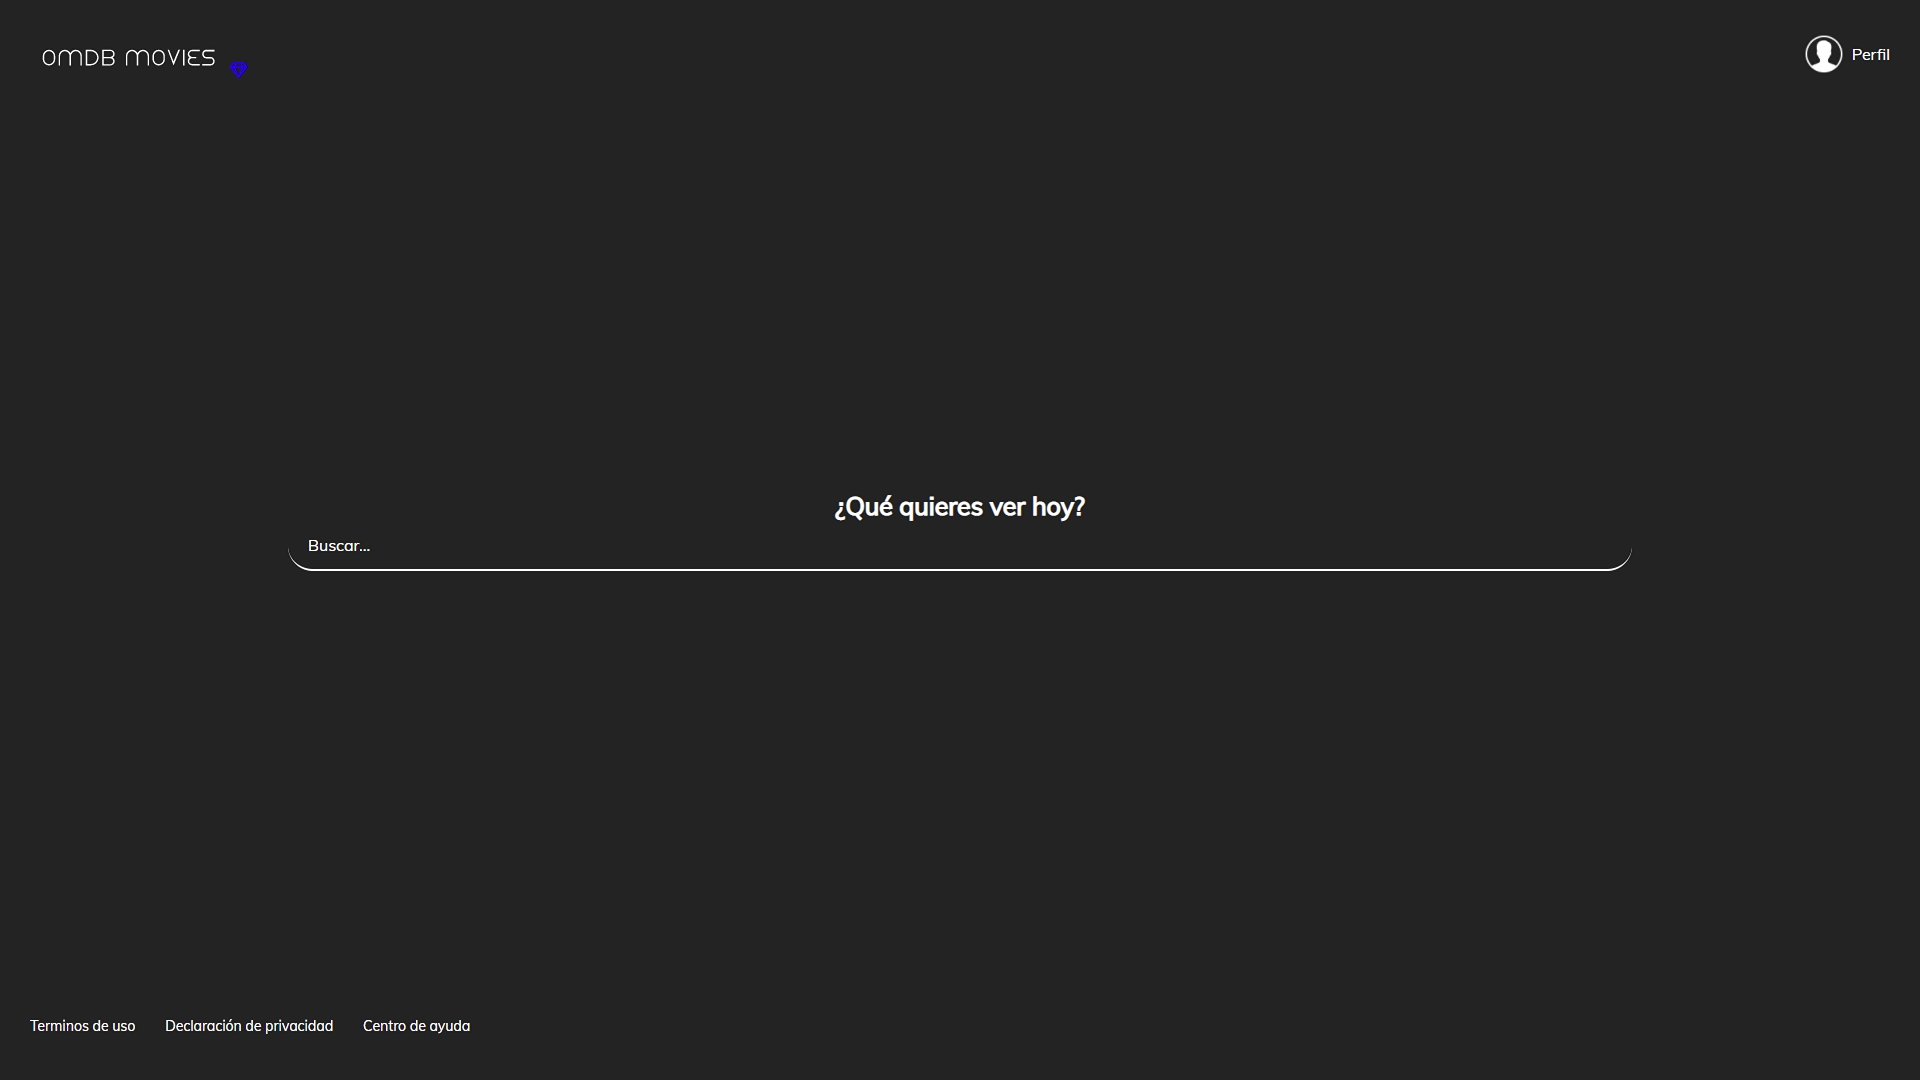 OMDB MOVIES
Perfil
¿Qué quieres ver hoy?
Buscar...
Terminos de uso
Declaración de privacidad
Centro de ayuda